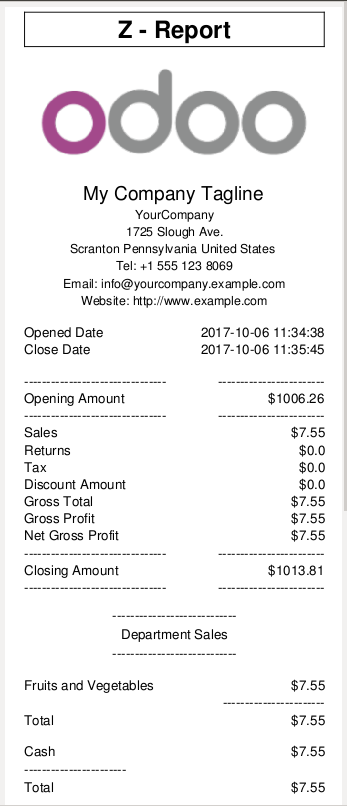 Z - Report
odoo
My Company Tagline
YourCompany
1725 Slough Ave.
Scranton Pennsylvania United States
Tel: +1 555 123 8069
Email: info@yourcompany.example.com
Website: http://www.example.com
Opened Date 2017-10-06 11:34:38
Close Date 2017-10-06 11:35:45
-------------------------------- ------------------------
Opening Amount $1006.26
-------------------------------- ------------------------
Sales $7.55
Returns $0.0
Tax $0.0
Discount Amount $0.0
Gross Total $7.55
Gross Profit $7.55
Net Gross Profit $7.55
-------------------------------- ------------------------
Closing Amount $1013.81
-------------------------------- ------------------------
----------------------------
Department Sales
----------------------------
Fruits and Vegetables $7.55
-----------------------
Total $7.55
Cash $7.55
-----------------------
Total $7.55